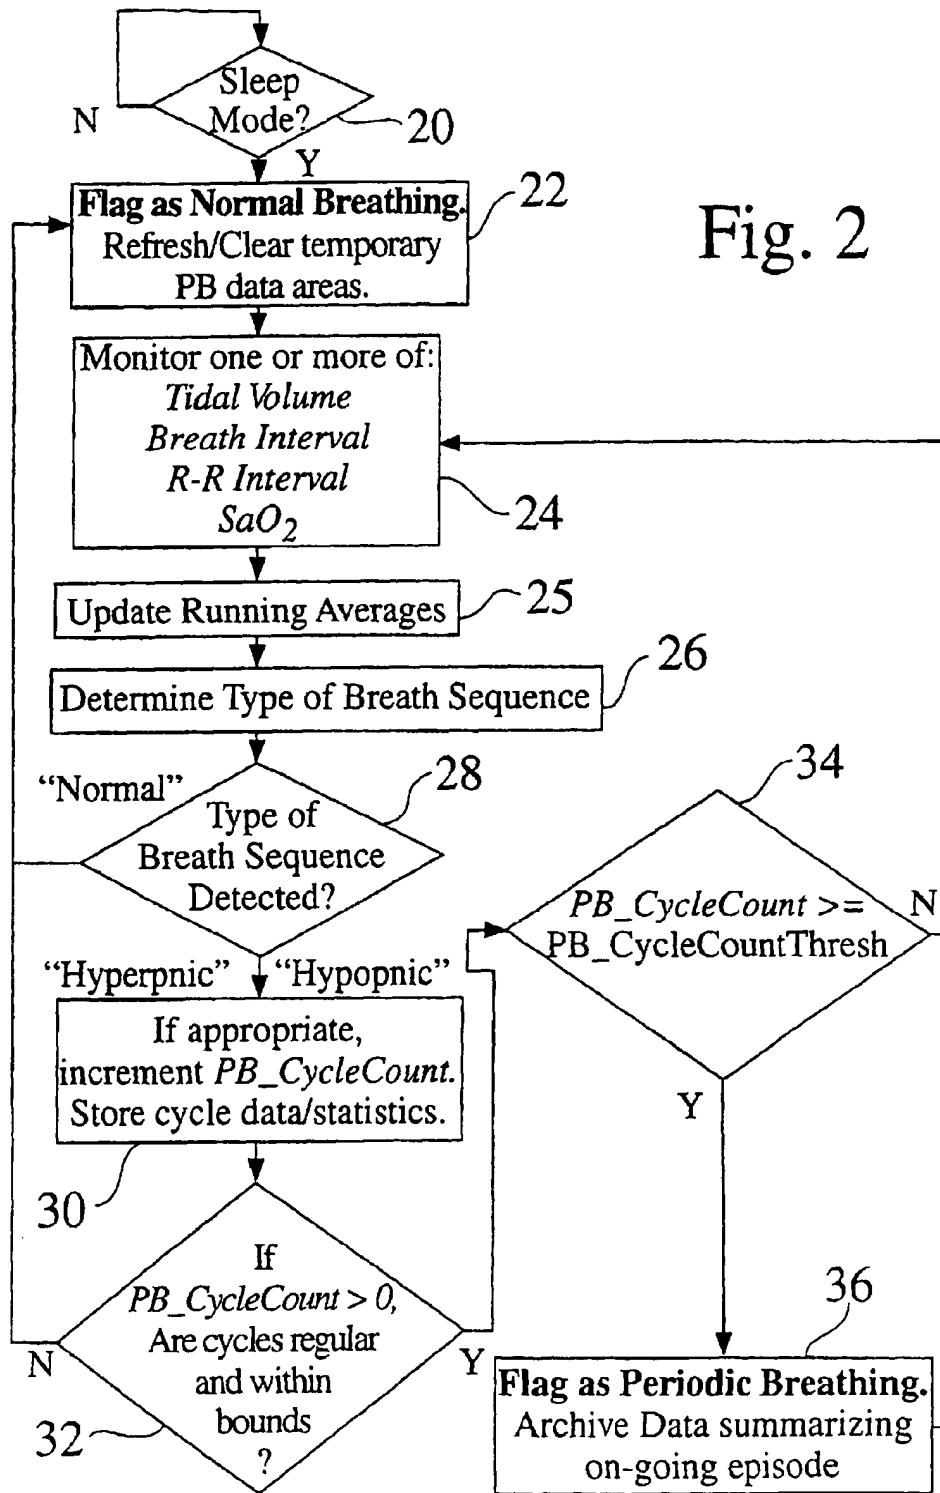 Sleep
Mode?
N
20
Y
Flag as Normal Breathing.
Refresh/Clear temporary
PB data areas.
22
Fig. 2
Monitor one or more of:
Tidal Volume
Breath Interval
R-R Interval
SaO2
24
Update Running Averages
25
Determine Type of Breath Sequence
26
"Normal"
28
Type of
Breath Sequence
Detected?
"Hyperpnic" "Hypopnic"
If appropriate,
increment PB_CycleCount.
Store cycle data/statistics.
30
If
PB_CycleCount > 0,
Are cycles regular
and within
bounds
?
N
Y
32
34
PB_CycleCount >=
PB_CycleCountThresh
N
Y
36
Flag as Periodic Breathing.
Archive Data summarizing
on-going episode